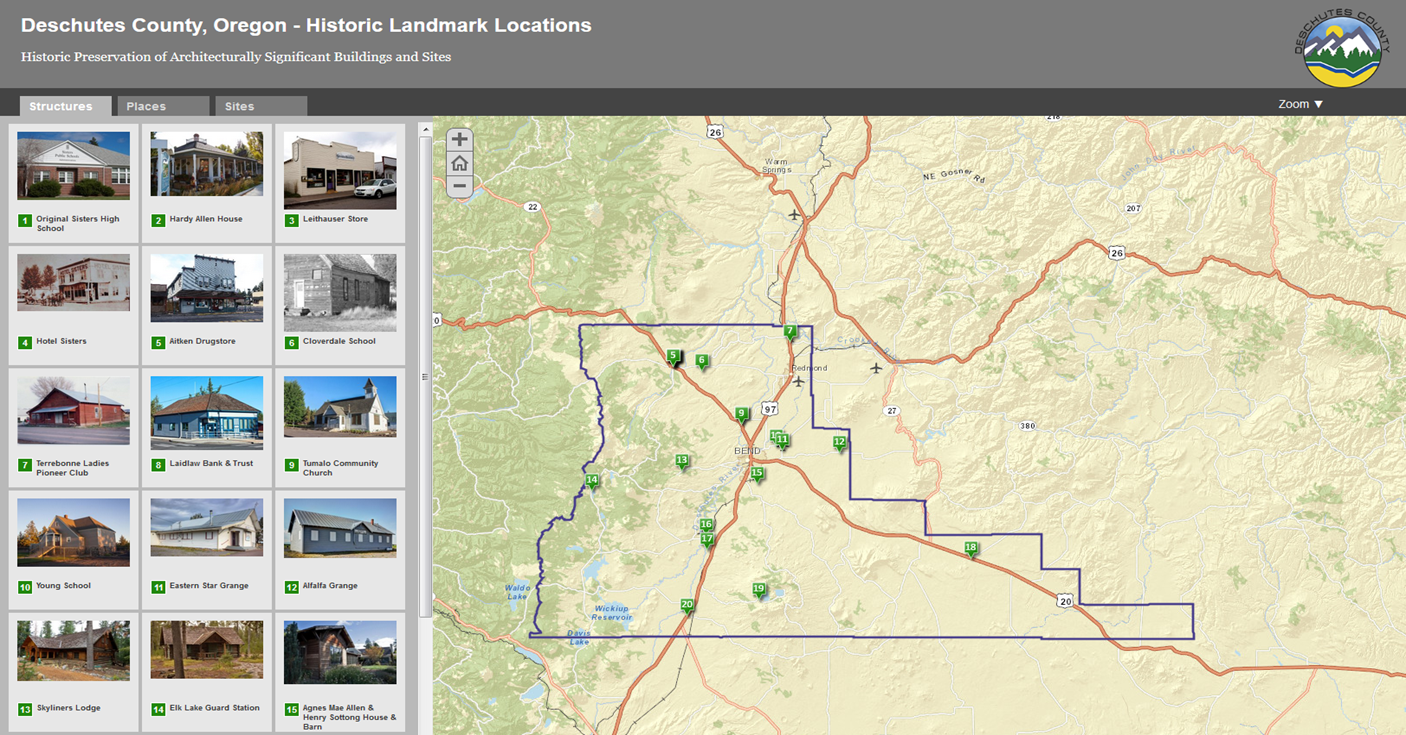 Deschutes County, Oregon - Historic Landmark Locations
Historic Preservation of Architecturally Significant Buildings and Sites
DESCHUTES COUNTY
Structures
Places
Sites
Zoom ▼
1 Original Sisters High
School
2 Hardy Allen House
3 Leithauser Store
4 Hotel Sisters
5 Aitken Drugstore
6 Cloverdale School
7 Terrebonne Ladies
Pioneer Club
8 Laidlaw Bank & Trust
9 Tumalo Community
Church
10 Young School
11 Eastern Star Grange
12 Alfalfa Grange
13 Skyliners Lodge
14 Elk Lake Guard Station
15 Agnes Mae Allen &
Henry Sottong House &
Barn
26
218
Warm
Springs
NE Gosner Rd
John Day River
22
207
26
0
7
5
6
Redmond
97
27
380
9
11
12
BEND
13
15
14
16
17
18
19
20
20
Waldo
Lake
Wickiup
Reservoir
Davis
Lake